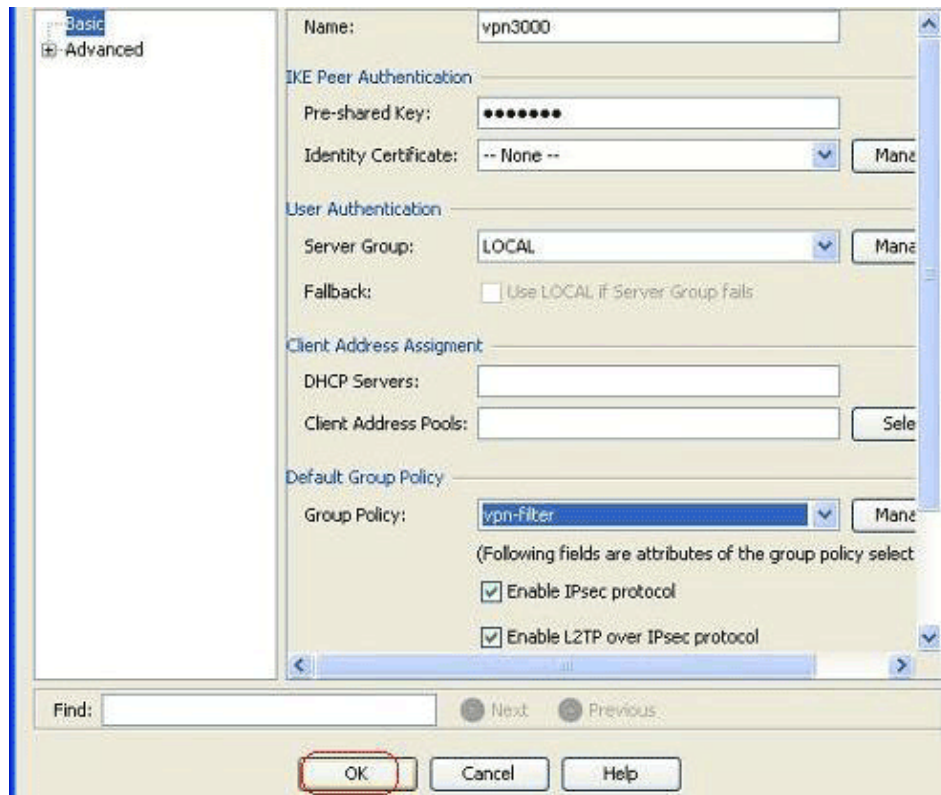 Basic
Advanced
Name: vpn3000
IKE Peer Authentication
Pre-shared Key: •••••••
Identity Certificate: -- None -- Mana
User Authentication
Server Group: LOCAL Mana
Fallback: Use LOCAL if Server Group fails
Client Address Assigment
DHCP Servers:
Client Address Pools: Sele
Default Group Policy
Group Policy: vpn-filter Mana
(Following fields are attributes of the group policy select
Enable IPsec protocol
Enable L2TP over IPsec protocol
Find: Next Previous
OK Cancel Help